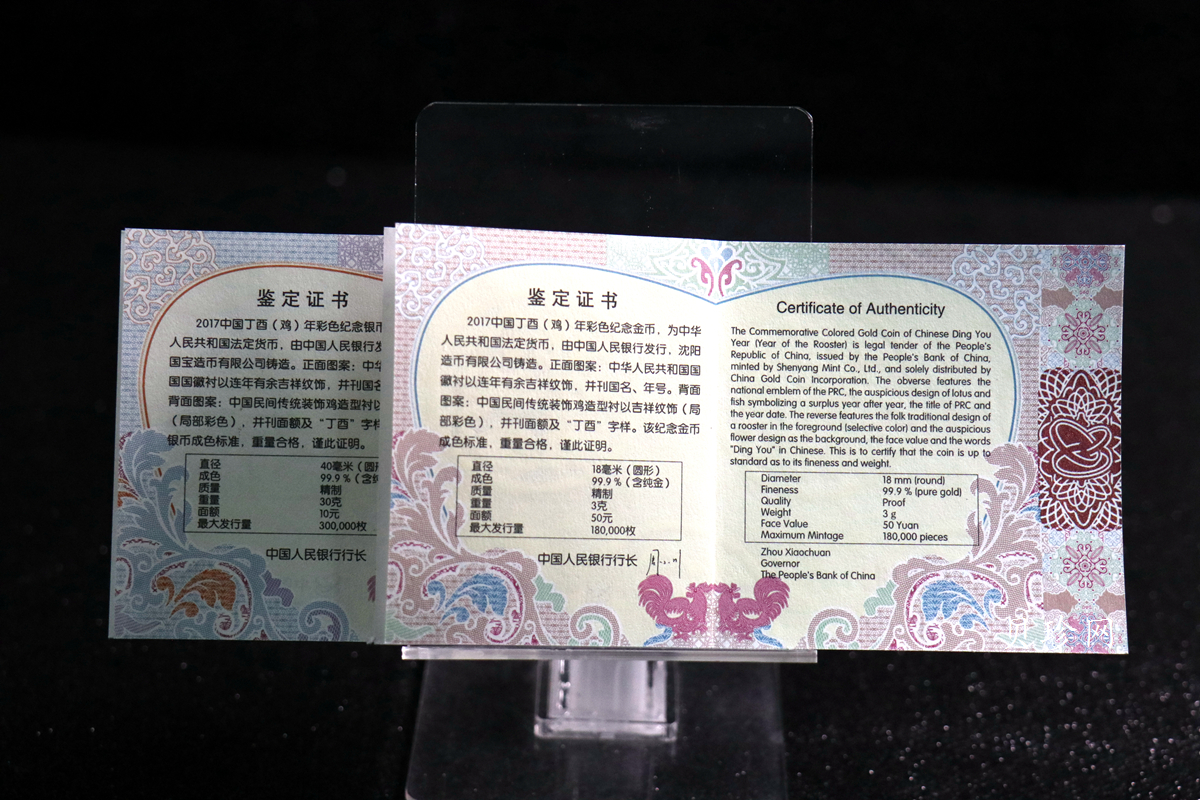 鉴定证书
2017中国丁酉（鸡）年彩色纪念银币
人民共和国法定货币，由中国人民银行发
国宝造币有限公司铸造。正面图案：中华
国国徽衬以连年有余吉祥纹饰，并刊国名
背面图案：中国民间传统装饰鸡造型衬以
（局部彩色），并刊面额及“丁酉”字样
银币成色标准，重量合格，谨此证明。
直径 40毫米（圆形
成色 99.9％（含纯
质量 精制
重量 30克
面额 10元
最大发行量 300,000枚
中国人民银行行长
鉴定证书
2017中国丁酉（鸡）年彩色纪念金币，为中华
人民共和国法定货币，由中国人民银行发行，沈阳
造币有限公司铸造。正面图案：中华人民共和国国
徽衬以连年有余吉祥纹饰，并刊国名、年号。背面
图案：中国民间传统装饰鸡造型衬以吉祥纹饰（局
部彩色），并刊面额及“丁酉”字样。该纪念金币
成色标准，重量合格，谨此证明。
直径 18毫米（圆形）
成色 99.9％（含纯金）
质量 精制
重量 3克
面额 50元
最大发行量 180,000枚
中国人民银行行长
Certificate of Authenticity
The Commemorative Colored Gold Coin of Chinese Ding You
Year (Year of the Rooster) is legal tender of the People's
Republic of China, issued by the People's Bank of China,
minted by Shenyang Mint Co., Ltd., and solely distributed by
China Gold Coin Incorporation. The obverse features the
national emblem of the PRC, the auspicious design of lotus and
fish symbolizing a surplus year after year, the title of PRC and
the year date. The reverse features the folk traditional design of
a rooster in the foreground (selective color) and the auspicious
flower design as the background, the face value and the words
"Ding You" in Chinese. This is to certify that the coin is up to
standard as to its fineness and weight.
Diameter 18 mm (round)
Fineness 99.9 % (pure gold)
Quality Proof
Weight 3 g
Face Value 50 Yuan
Maximum Mintage 180,000 pieces
Zhou Xiaochuan
Governor
The People's Bank of China